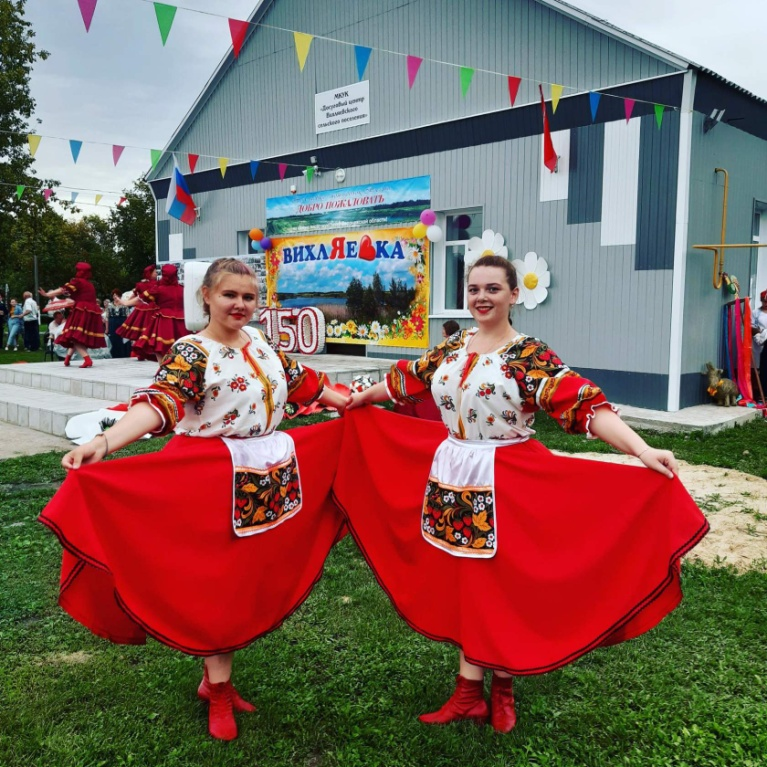 МКУК
«Досуговый центр
Вихляевского
сельского поселения»
ДОБРО ПОЖАЛОВАТЬ
ВИХЛЯЕВКА
150